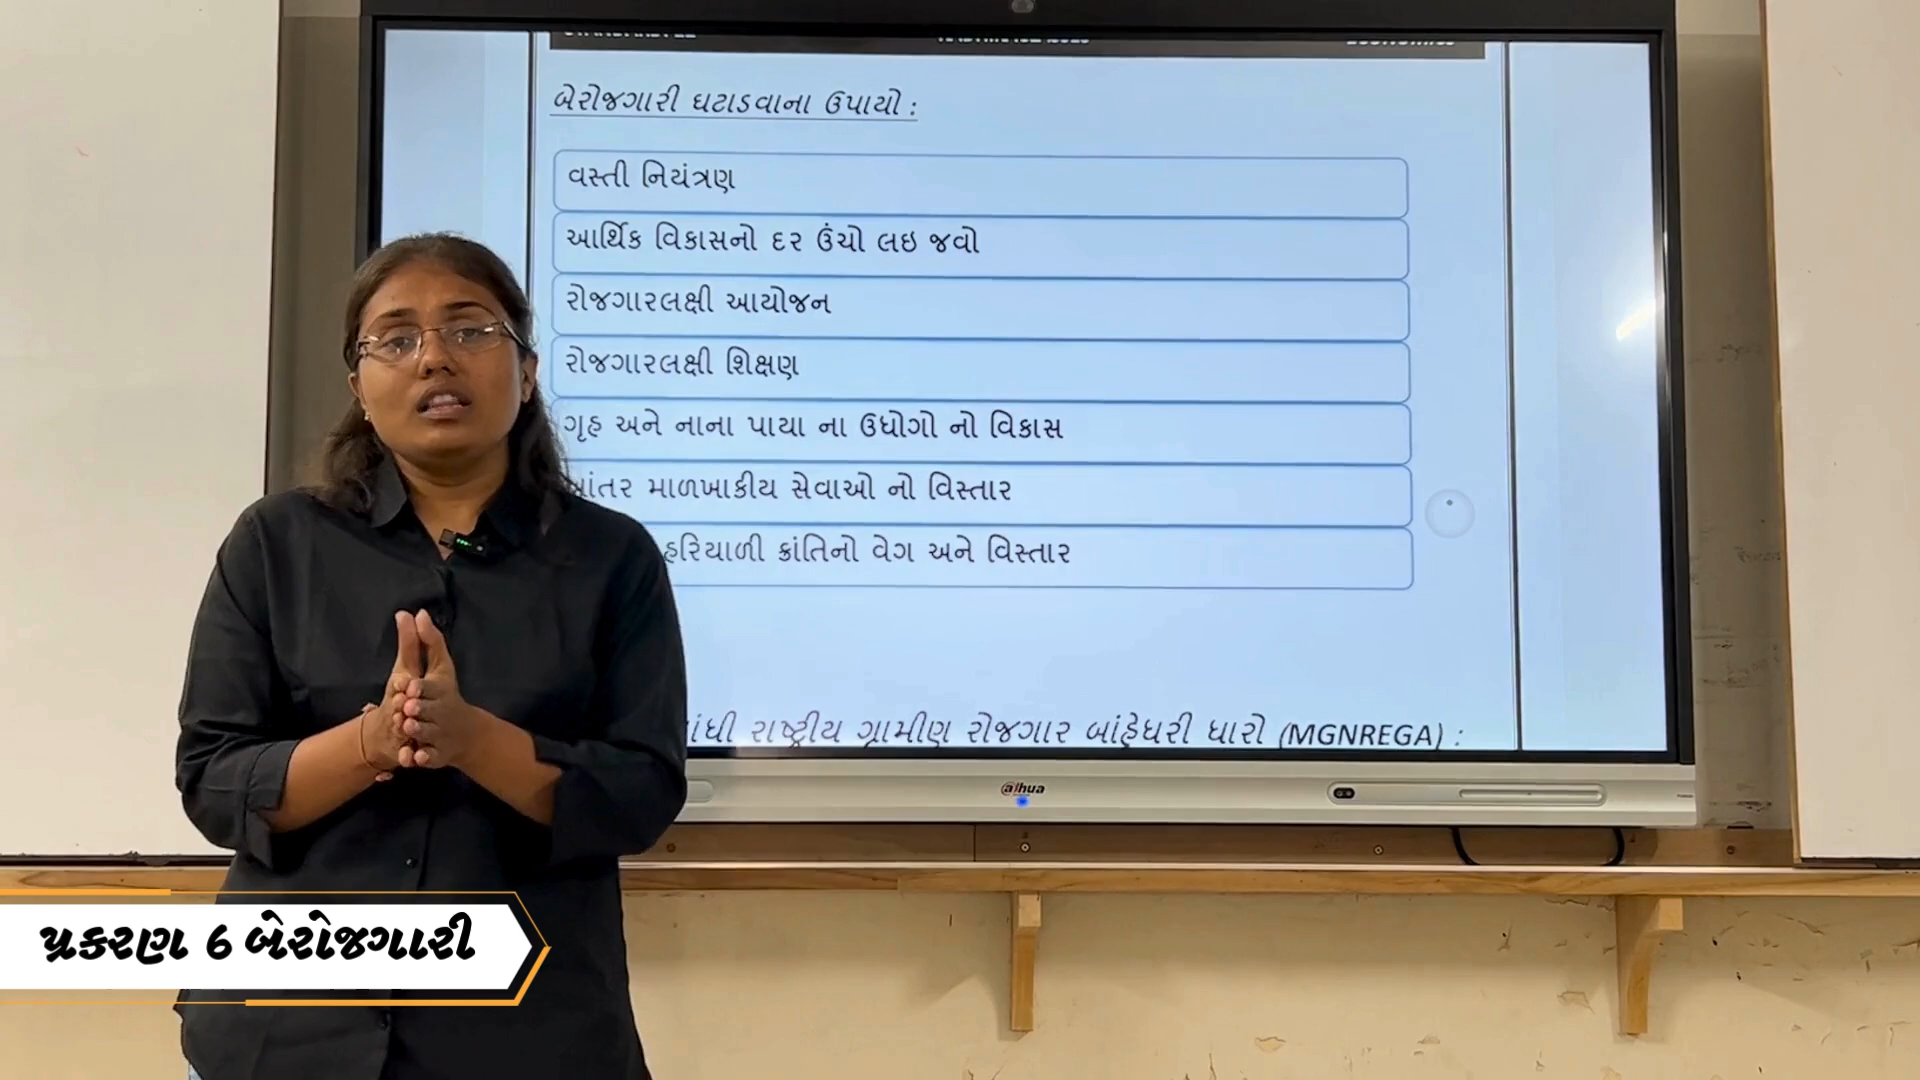 બેરોજગારી ઘટાડવાના ઉપાયો :
વસ્તી નિયંત્રણ
આર્થિક વિકાસનો દર ઉંચો લઇ જવો
રોજગારલક્ષી આયોજન
રોજગારલક્ષી શિક્ષણ
ગૃહ અને નાના પાયા ના ઉધોગો નો વિકાસ
માળખાકીય સેવાઓ નો વિસ્તાર
હરિયાળી ક્રાંતિનો વેગ અને વિસ્તાર
રાષ્ટ્રીય ગ્રામીણ રોજગાર બાંહેધરી ધારો (MGNREGA) :
alhua
પ્રકરણ 6 બેરોજગારી